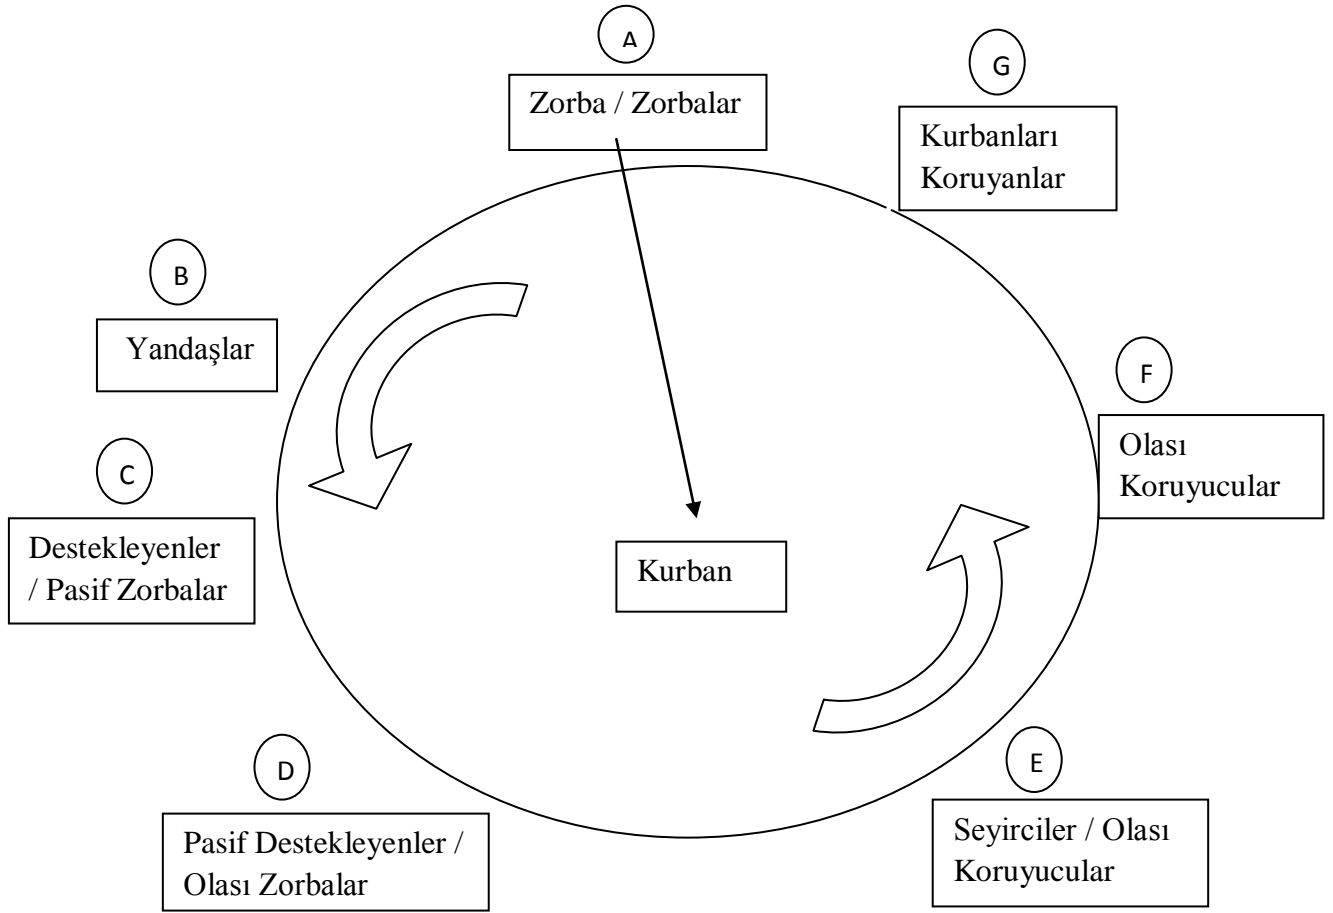 A
Zorba / Zorbalar
G
Kurbanları
Koruyanlar
B
Yandaşlar
F
Olası
Koruyucular
C
Destekleyenler
/ Pasif Zorbalar
Kurban
D
Pasif Destekleyenler /
Olası Zorbalar
E
Seyirciler / Olası
Koruyucular